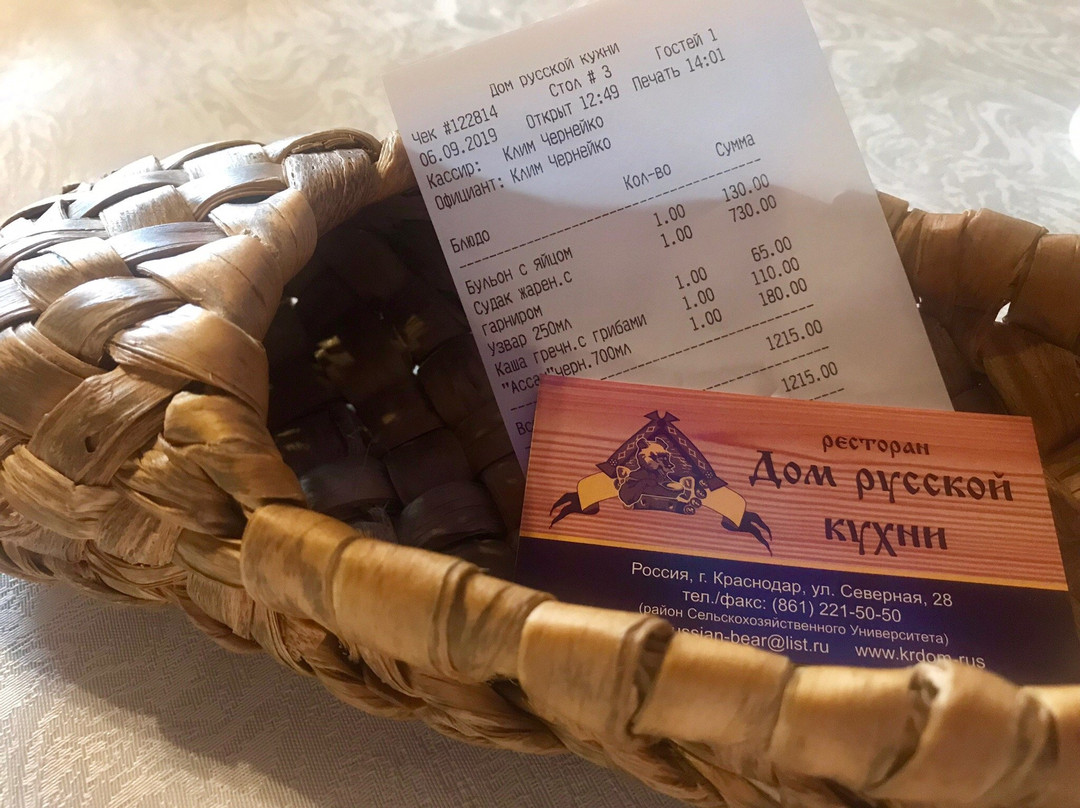 Дом русской кухни
Стол # 3 Гостей 1
Чек #122814
06.09.2019 Открыт 12:49 Печать 14:01
Кассир: Клим Чернейко
Официант: Клим Чернейко
Блюдо Кол-во Сумма
Бульон с яйцом 1.00 130.00
Судак жарен.с 1.00 730.00
гарниром
Узвар 250мл 1.00 65.00
Каша гречн.с грибами 1.00 110.00
черн.700мл 1.00 180.00
1215.00
1215.00
ресторан
Дом русской
кухни
Россия, г. Краснодар, ул. Северная, 28
тел./факс: (861) 221-50-50
(район Сельскохозяйственного Университета)
ussian-bear@list.ru www.krdom-rus